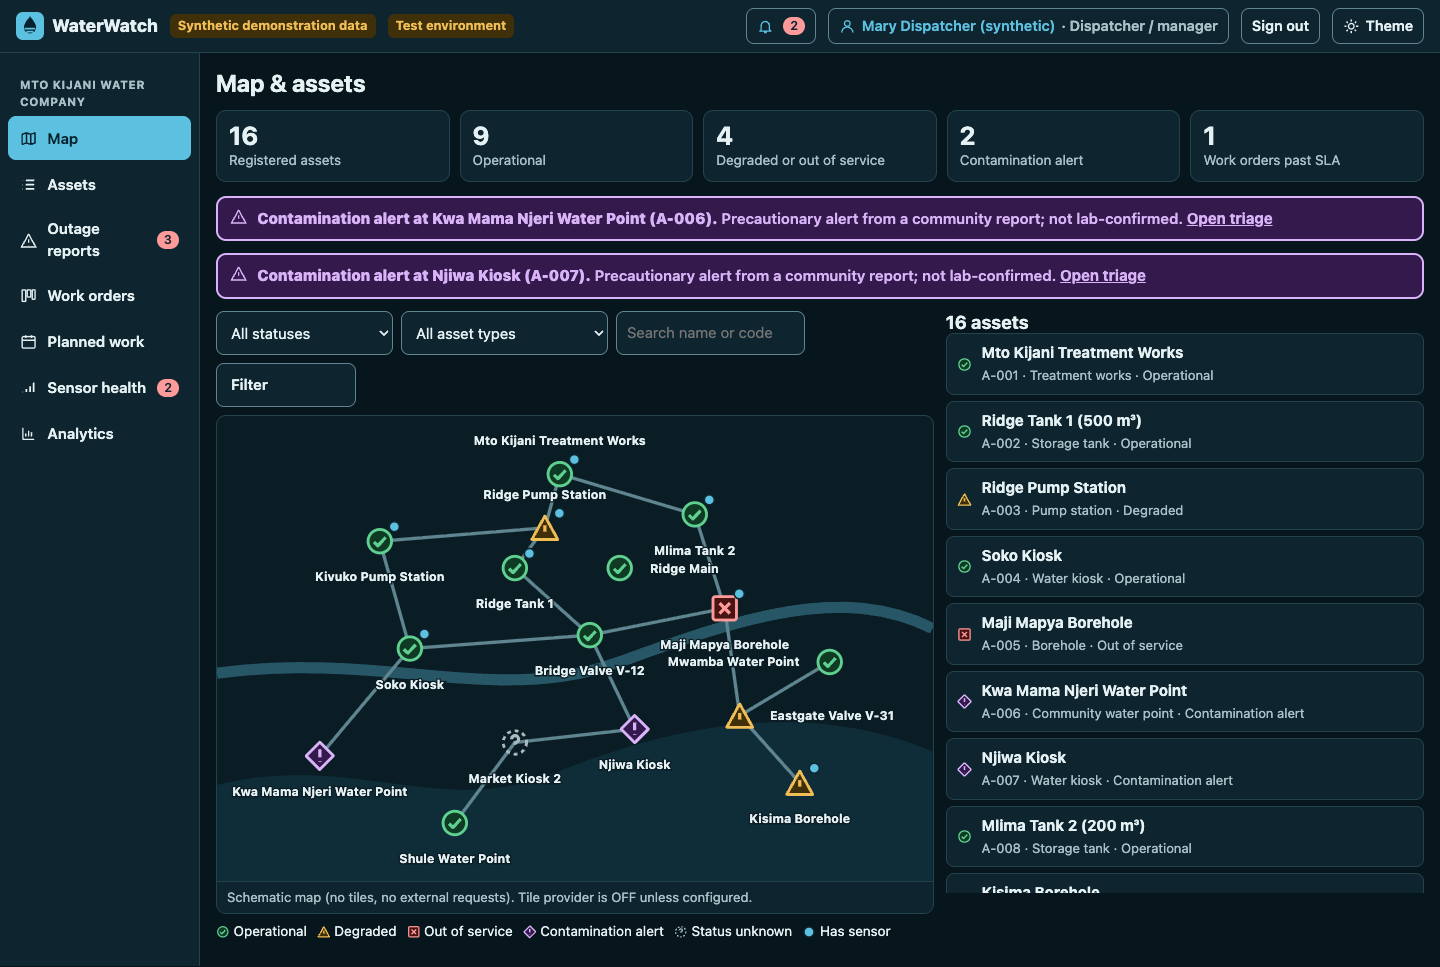 WaterWatch
Synthetic demonstration data
Test environment
2
Mary Dispatcher (synthetic) · Dispatcher / manager
Sign out
Theme
MTO KIJANI WATER
COMPANY
Map
Assets
Outage
reports
3
Work orders
Planned work
Sensor health
2
Analytics
Map & assets
16
Registered assets
9
Operational
4
Degraded or out of service
2
Contamination alert
1
Work orders past SLA
Contamination alert at Kwa Mama Njeri Water Point (A-006). Precautionary alert from a community report; not lab-confirmed. Open triage
Contamination alert at Njiwa Kiosk (A-007). Precautionary alert from a community report; not lab-confirmed. Open triage
All statuses
All asset types
Search name or code
Filter
Mto Kijani Treatment Works
Ridge Pump Station
Mlima Tank 2
Ridge Main
Kivuko Pump Station
Ridge Tank 1
Maji Mapya Borehole
Mwamba Water Point
Bridge Valve V-12
Soko Kiosk
Eastgate Valve V-31
Njiwa Kiosk
Market Kiosk 2
Kwa Mama Njeri Water Point
Kisima Borehole
Shule Water Point
Schematic map (no tiles, no external requests). Tile provider is OFF unless configured.
Operational
Degraded
Out of service
Contamination alert
Status unknown
Has sensor
16 assets
Mto Kijani Treatment Works
A-001 · Treatment works · Operational
Ridge Tank 1 (500 m³)
A-002 · Storage tank · Operational
Ridge Pump Station
A-003 · Pump station · Degraded
Soko Kiosk
A-004 · Water kiosk · Operational
Maji Mapya Borehole
A-005 · Borehole · Out of service
Kwa Mama Njeri Water Point
A-006 · Community water point · Contamination alert
Njiwa Kiosk
A-007 · Water kiosk · Contamination alert
Mlima Tank 2 (200 m³)
A-008 · Storage tank · Operational
Kisima Borehole